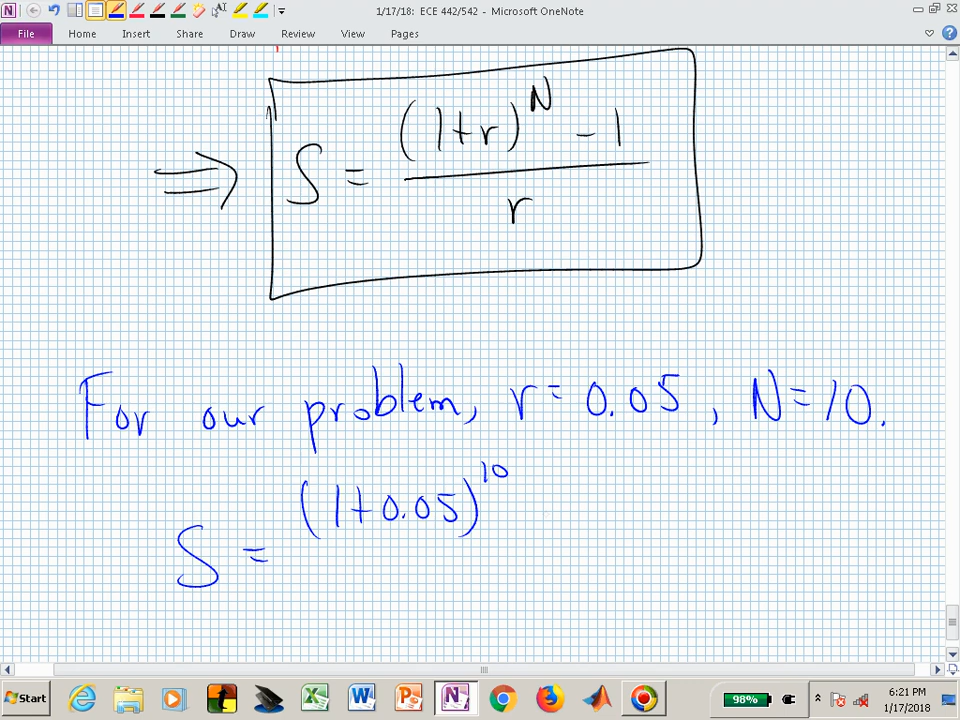 1/17/18: ECE 442/542 - Microsoft OneNote
File Home Insert Share Draw Review View Pages
⇒ S = ((1+r)^N - 1) / r
For our problem, r = 0.05, N = 10.
S = (1+0.05)^10
Start 98% 6:21 PM
1/17/2018